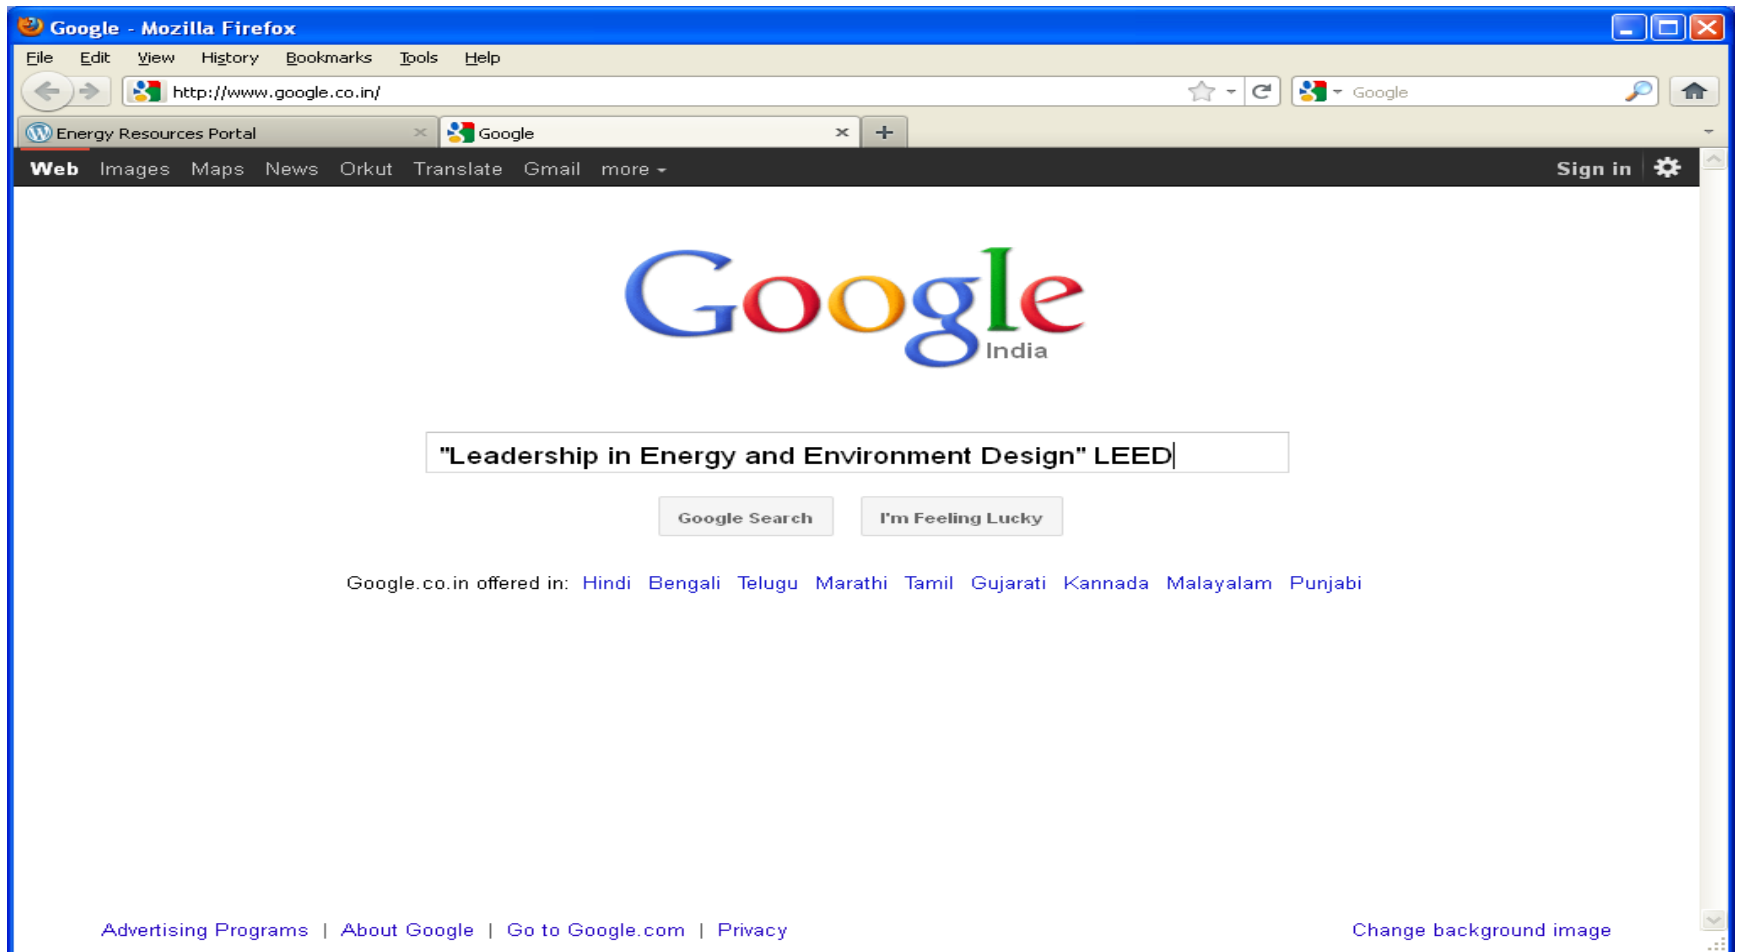 Google - Mozilla Firefox
File Edit View History Bookmarks Tools Help
http://www.google.co.in/ Google
Energy Resources Portal Google
Web Images Maps News Orkut Translate Gmail more Sign in
Google
India
"Leadership in Energy and Environment Design" LEED
Google Search I'm Feeling Lucky
Google.co.in offered in: Hindi Bengali Telugu Marathi Tamil Gujarati Kannada Malayalam Punjabi
Advertising Programs | About Google | Go to Google.com | Privacy Change background image